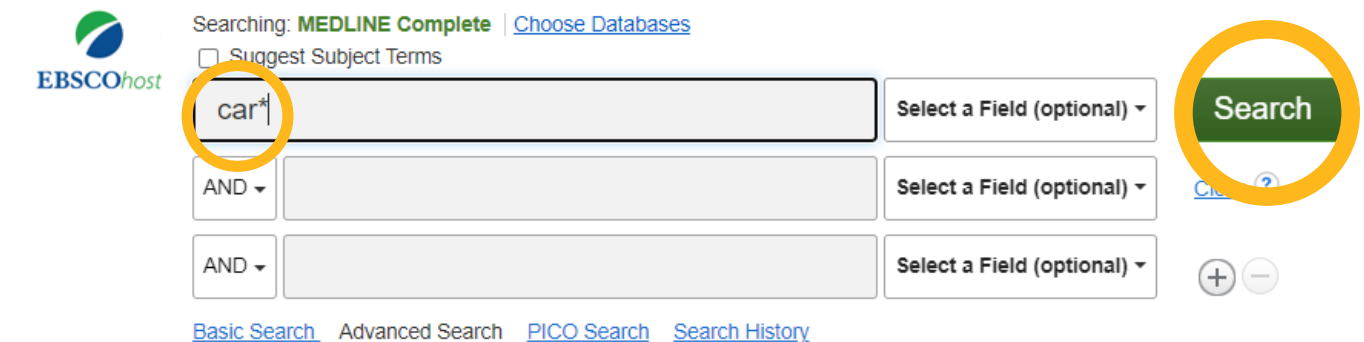 Searching: MEDLINE Complete | Choose Databases
Suggest Subject Terms
EBSCOhost
car*
Select a Field (optional)
Search
AND
Select a Field (optional)
?
AND
Select a Field (optional)
Basic Search Advanced Search PICO Search Search History